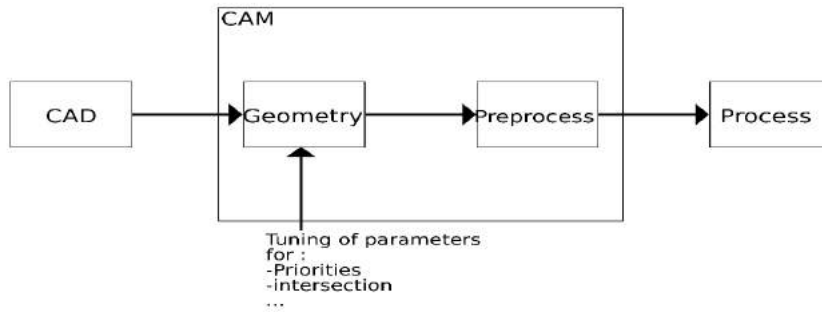 CAM
CAD
Geometry
Preprocess
Process
Tuning of parameters
for :
-Priorities
-intersection
...